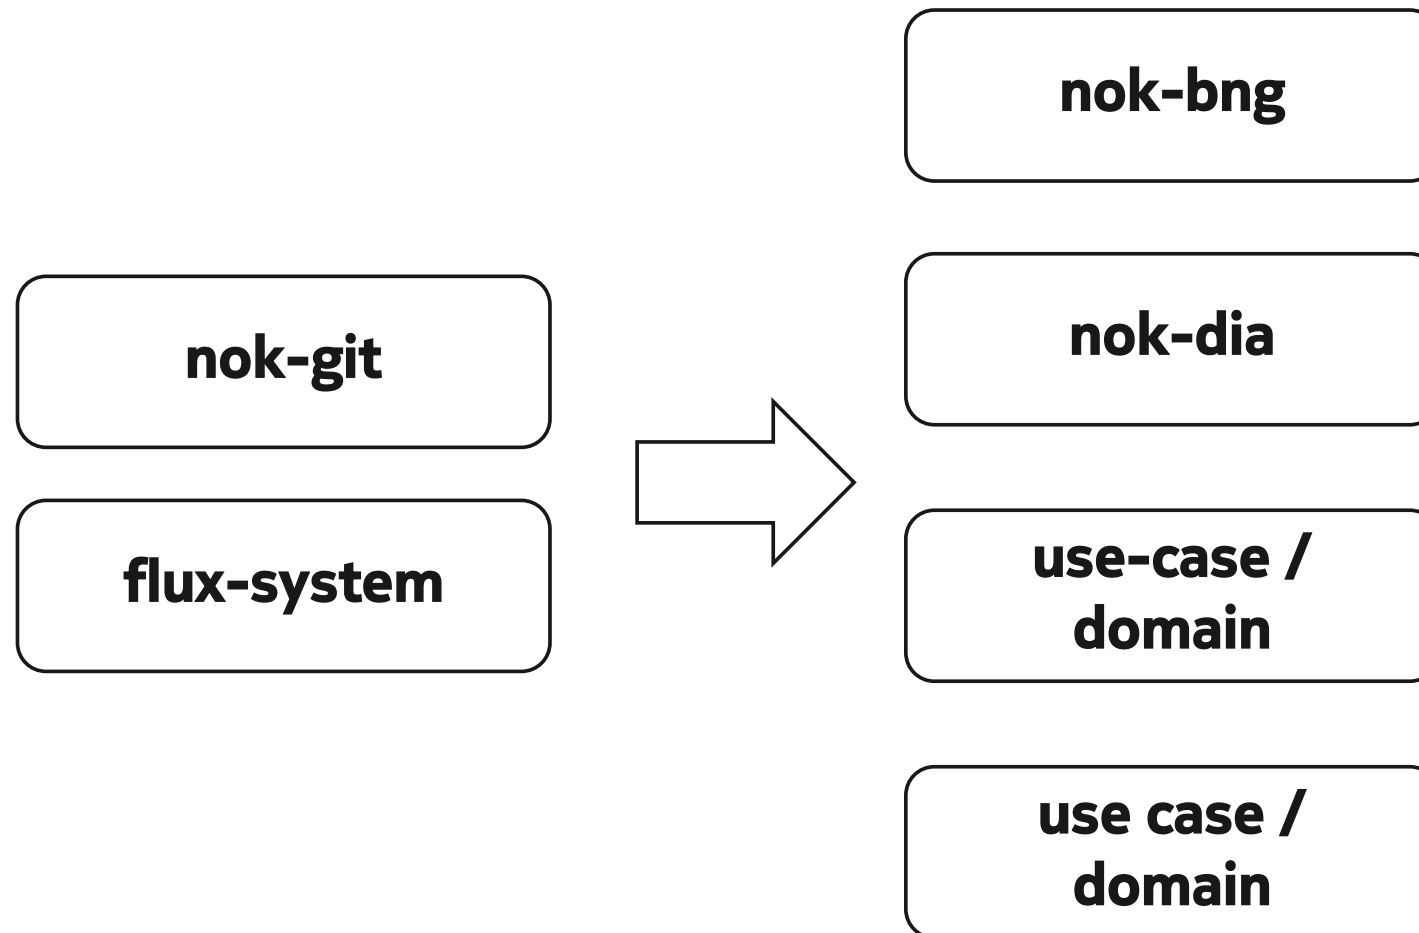 nok-git
flux-system
nok-bng
nok-dia
use-case /
domain
use case /
domain